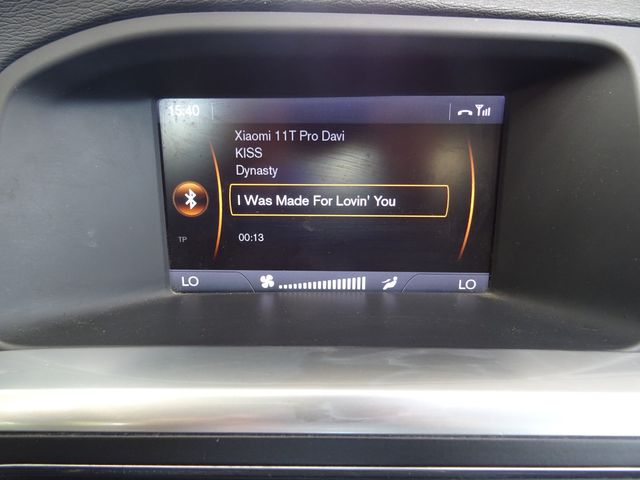 15:40
Xiaomi 11T Pro Davi
KISS
Dynasty
I Was Made For Lovin' You
TP
00:13
LO LO